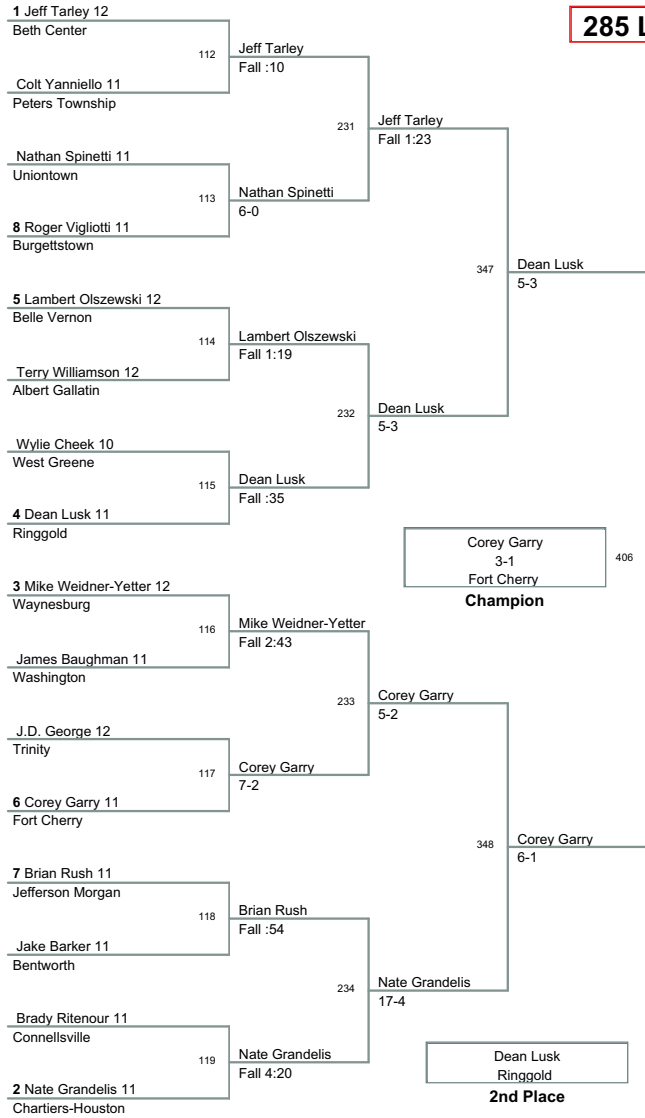 285 L
1 Jeff Tarley 12
Beth Center
112
Jeff Tarley
Fall :10
Colt Yanniello 11
Peters Township
231
Jeff Tarley
Fall 1:23
Nathan Spinetti 11
Uniontown
113
Nathan Spinetti
6-0
8 Roger Vigliotti 11
Burgettstown
347
Dean Lusk
5-3
5 Lambert Olszewski 12
Belle Vernon
114
Lambert Olszewski
Fall 1:19
Terry Williamson 12
Albert Gallatin
232
Dean Lusk
5-3
Wylie Cheek 10
West Greene
115
Dean Lusk
Fall :35
4 Dean Lusk 11
Ringgold
Corey Garry
3-1
Fort Cherry
406
Champion
3 Mike Weidner-Yetter 12
Waynesburg
116
Mike Weidner-Yetter
Fall 2:43
James Baughman 11
Washington
233
Corey Garry
5-2
J.D. George 12
Trinity
117
Corey Garry
7-2
6 Corey Garry 11
Fort Cherry
348
Corey Garry
6-1
7 Brian Rush 11
Jefferson Morgan
118
Brian Rush
Fall :54
Jake Barker 11
Bentworth
234
Nate Grandelis
17-4
Brady Ritenour 11
Connellsville
119
Nate Grandelis
Fall 4:20
2 Nate Grandelis 11
Chartiers-Houston
Dean Lusk
Ringgold
2nd Place